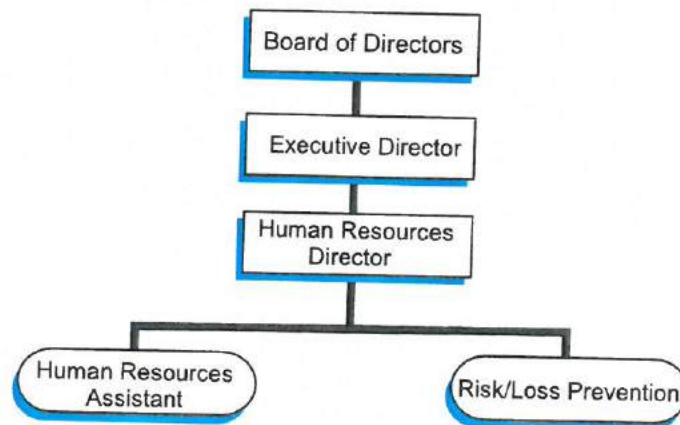 Board of Directors
Executive Director
Human Resources
Director
Human Resources
Assistant
Risk/Loss Prevention